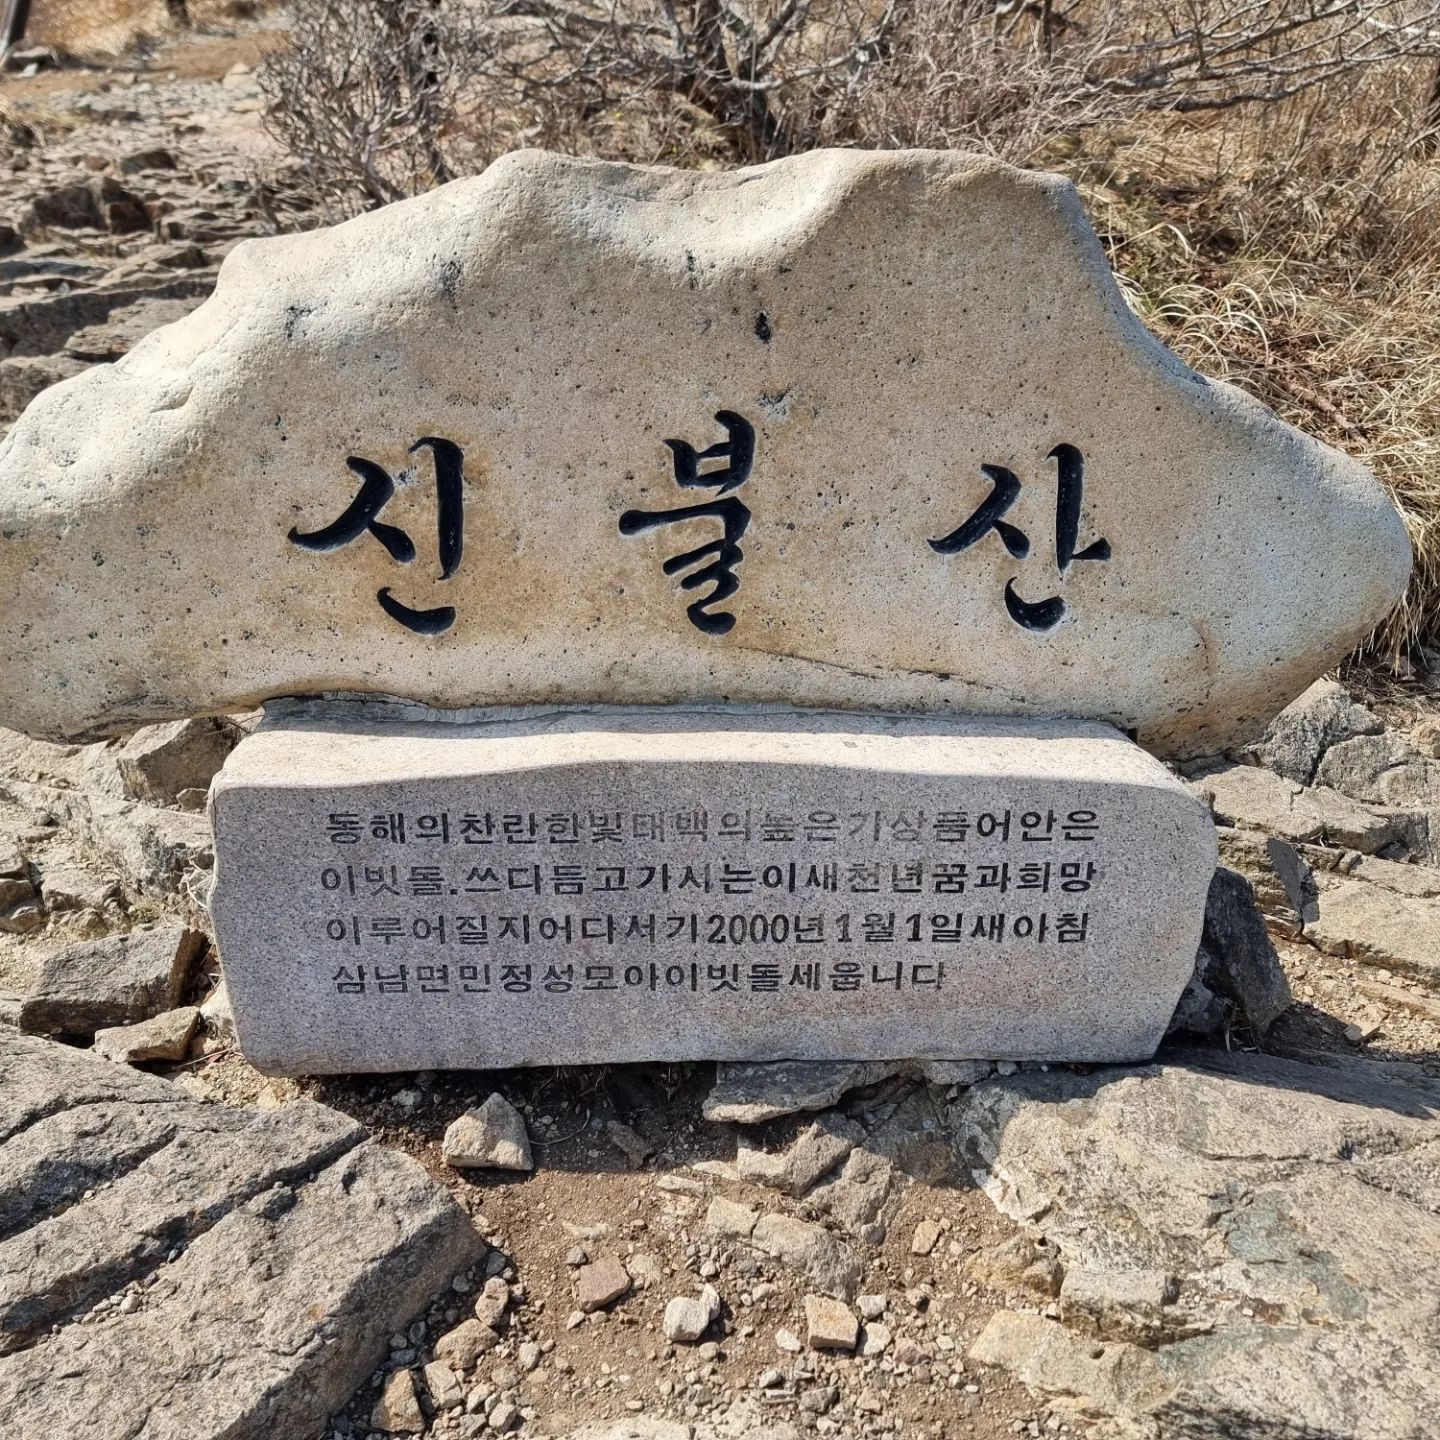 신불산
동해의찬란한빛태백의높은기상품어안은
이빗돌.쓰다듬고가시는이새천년꿈과희망
이루어질지어다서기2000년1월1일새아침
삼남면민정성모아이빗돌세웁니다